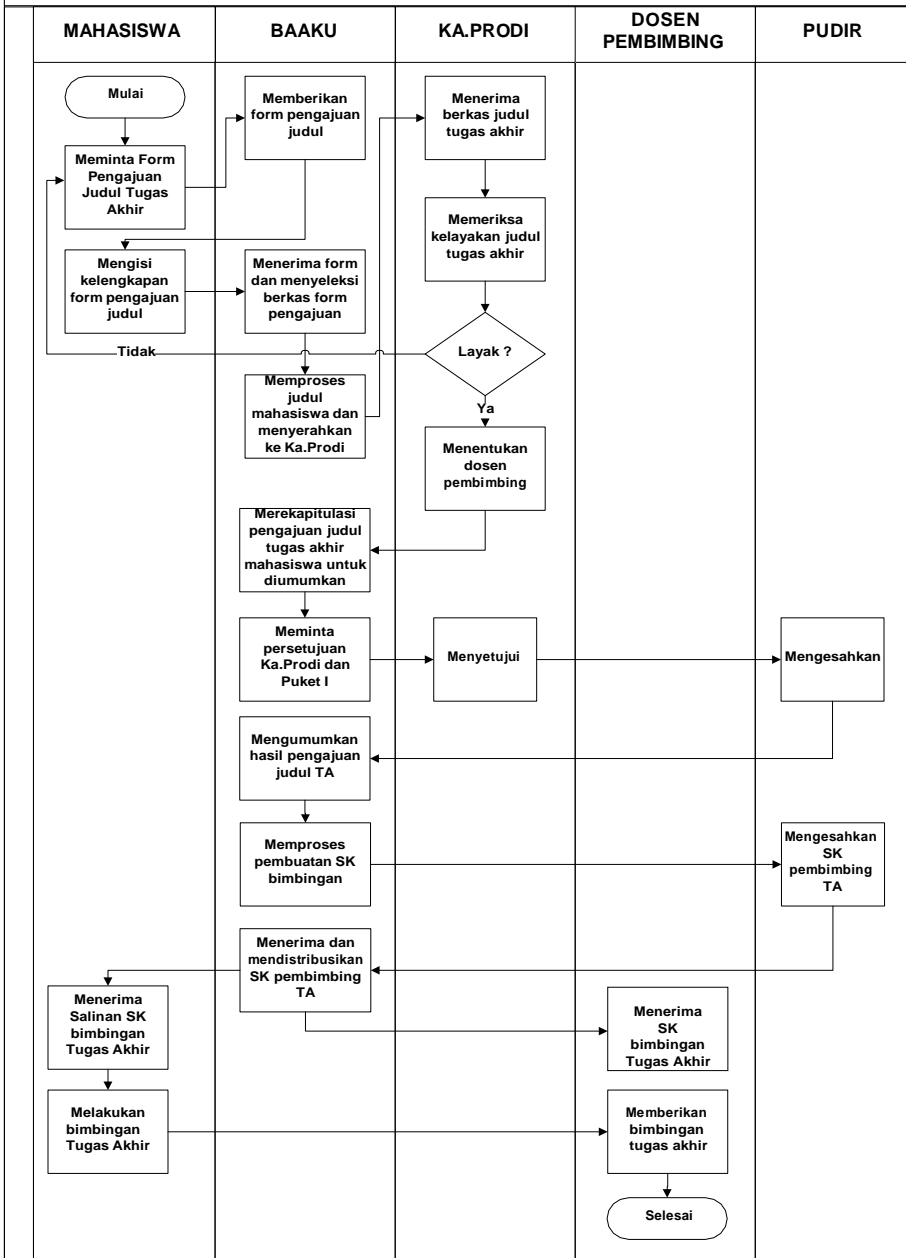 MAHASISWA
BAAKU
KA.PRODI
DOSEN
PEMBIMBING
PUDIR
Mulai
Memberikan
form pengajuan
judul
Menerima
berkas judul
tugas akhir
Meminta Form
Pengajuan
Judul Tugas
Akhir
Memeriksa
kelayakan judul
tugas akhir
Mengisi
kelengkapan
form pengajuan
judul
Menerima form
dan menyeleksi
berkas form
pengajuan
Tidak
Layak ?
Memproses
judul
mahasiswa dan
menyerahkan
ke Ka.Prodi
Ya
Menentukan
dosen
pembimbing
Merekapitulasi
pengajuan judul
tugas akhir
mahasiswa untuk
diumumkan
Meminta
persetujuan
Ka.Prodi dan
Puket I
Menyetujui
Mengesahkan
Mengumumkan
hasil pengajuan
judul TA
Memproses
pembuatan SK
bimbingan
Mengesahkan
SK
pembimbing
TA
Menerima dan
mendistribusikan
SK pembimbing
TA
Menerima
Salinan SK
bimbingan
Tugas Akhir
Menerima
SK
bimbingan
Tugas Akhir
Melakukan
bimbingan
Tugas Akhir
Memberikan
bimbingan
tugas akhir
Selesai